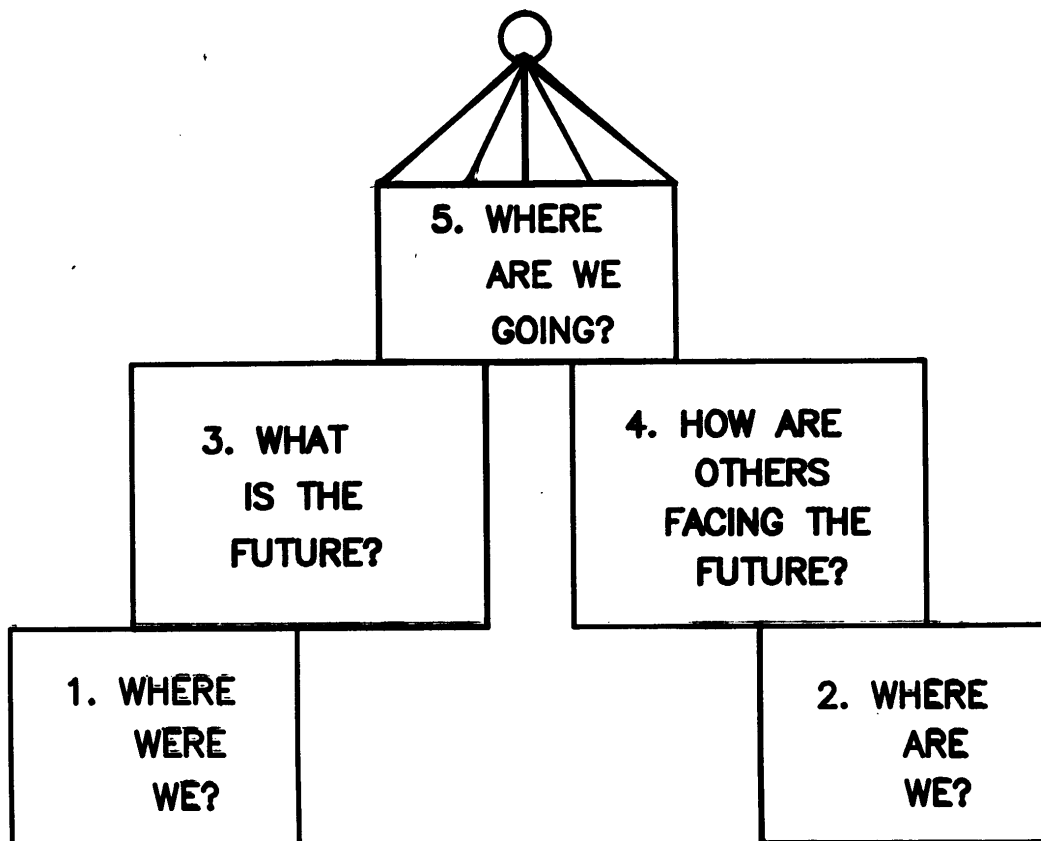 5. WHERE
ARE WE
GOING?
3. WHAT
IS THE
FUTURE?
4. HOW ARE
OTHERS
FACING THE
FUTURE?
1. WHERE
WERE
WE?
2. WHERE
ARE
WE?